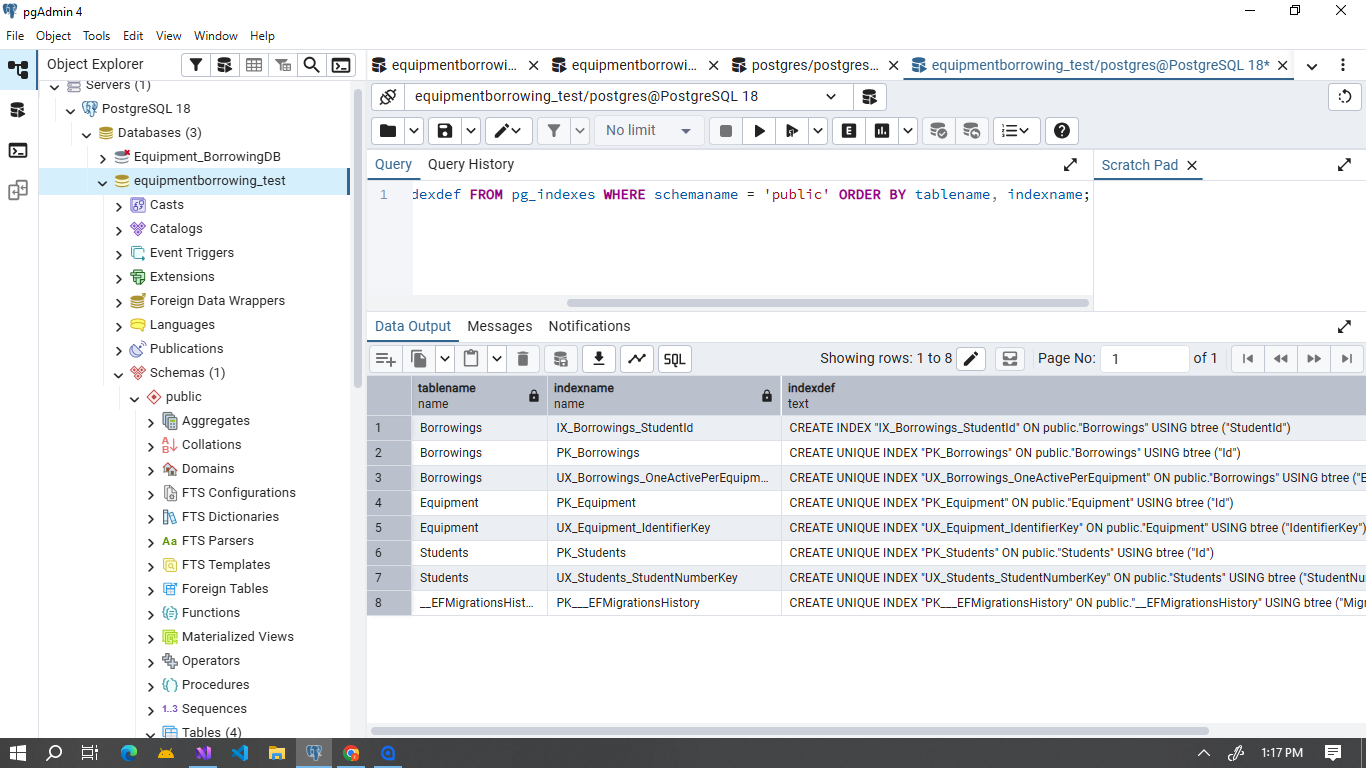 pgAdmin 4
File Object Tools Edit View Window Help
Object Explorer
equipmentborrowi...
equipmentborrowi...
postgres/postgres...
equipmentborrowing_test/postgres@PostgreSQL 18*
Servers (1)
PostgreSQL 18
Databases (3)
Equipment_BorrowingDB
equipmentborrowing_test
Casts
Catalogs
Event Triggers
Extensions
Foreign Data Wrappers
Languages
Publications
Schemas (1)
public
Aggregates
Collations
Domains
FTS Configurations
FTS Dictionaries
Aa FTS Parsers
FTS Templates
Foreign Tables
Functions
Materialized Views
Operators
Procedures
1..3 Sequences
Tables (4)
equipmentborrowing_test/postgres@PostgreSQL 18
No limit
E
Query Query History
Scratch Pad
1 dexdef FROM pg_indexes WHERE schemaname = 'public' ORDER BY tablename, indexname;
Data Output Messages Notifications
SQL
Showing rows: 1 to 8
Page No: 1 of 1
tablename indexname indexdef
name name text
1 Borrowings IX_Borrowings_StudentId CREATE INDEX "IX_Borrowings_StudentId" ON public."Borrowings" USING btree ("StudentId")
2 Borrowings PK_Borrowings CREATE UNIQUE INDEX "PK_Borrowings" ON public."Borrowings" USING btree ("Id")
3 Borrowings UX_Borrowings_OneActivePerEquipm... CREATE UNIQUE INDEX "UX_Borrowings_OneActivePerEquipment" ON public."Borrowings" USING btree ("E
4 Equipment PK_Equipment CREATE UNIQUE INDEX "PK_Equipment" ON public."Equipment" USING btree ("Id")
5 Equipment UX_Equipment_IdentifierKey CREATE UNIQUE INDEX "UX_Equipment_IdentifierKey" ON public."Equipment" USING btree ("IdentifierKey")
6 Students PK_Students CREATE UNIQUE INDEX "PK_Students" ON public."Students" USING btree ("Id")
7 Students UX_Students_StudentNumberKey CREATE UNIQUE INDEX "UX_Students_StudentNumberKey" ON public."Students" USING btree ("StudentNu
8 __EFMigrationsHist... PK___EFMigrationsHistory CREATE UNIQUE INDEX "PK___EFMigrationsHistory" ON public."__EFMigrationsHistory" USING btree ("Migr
1:17 PM